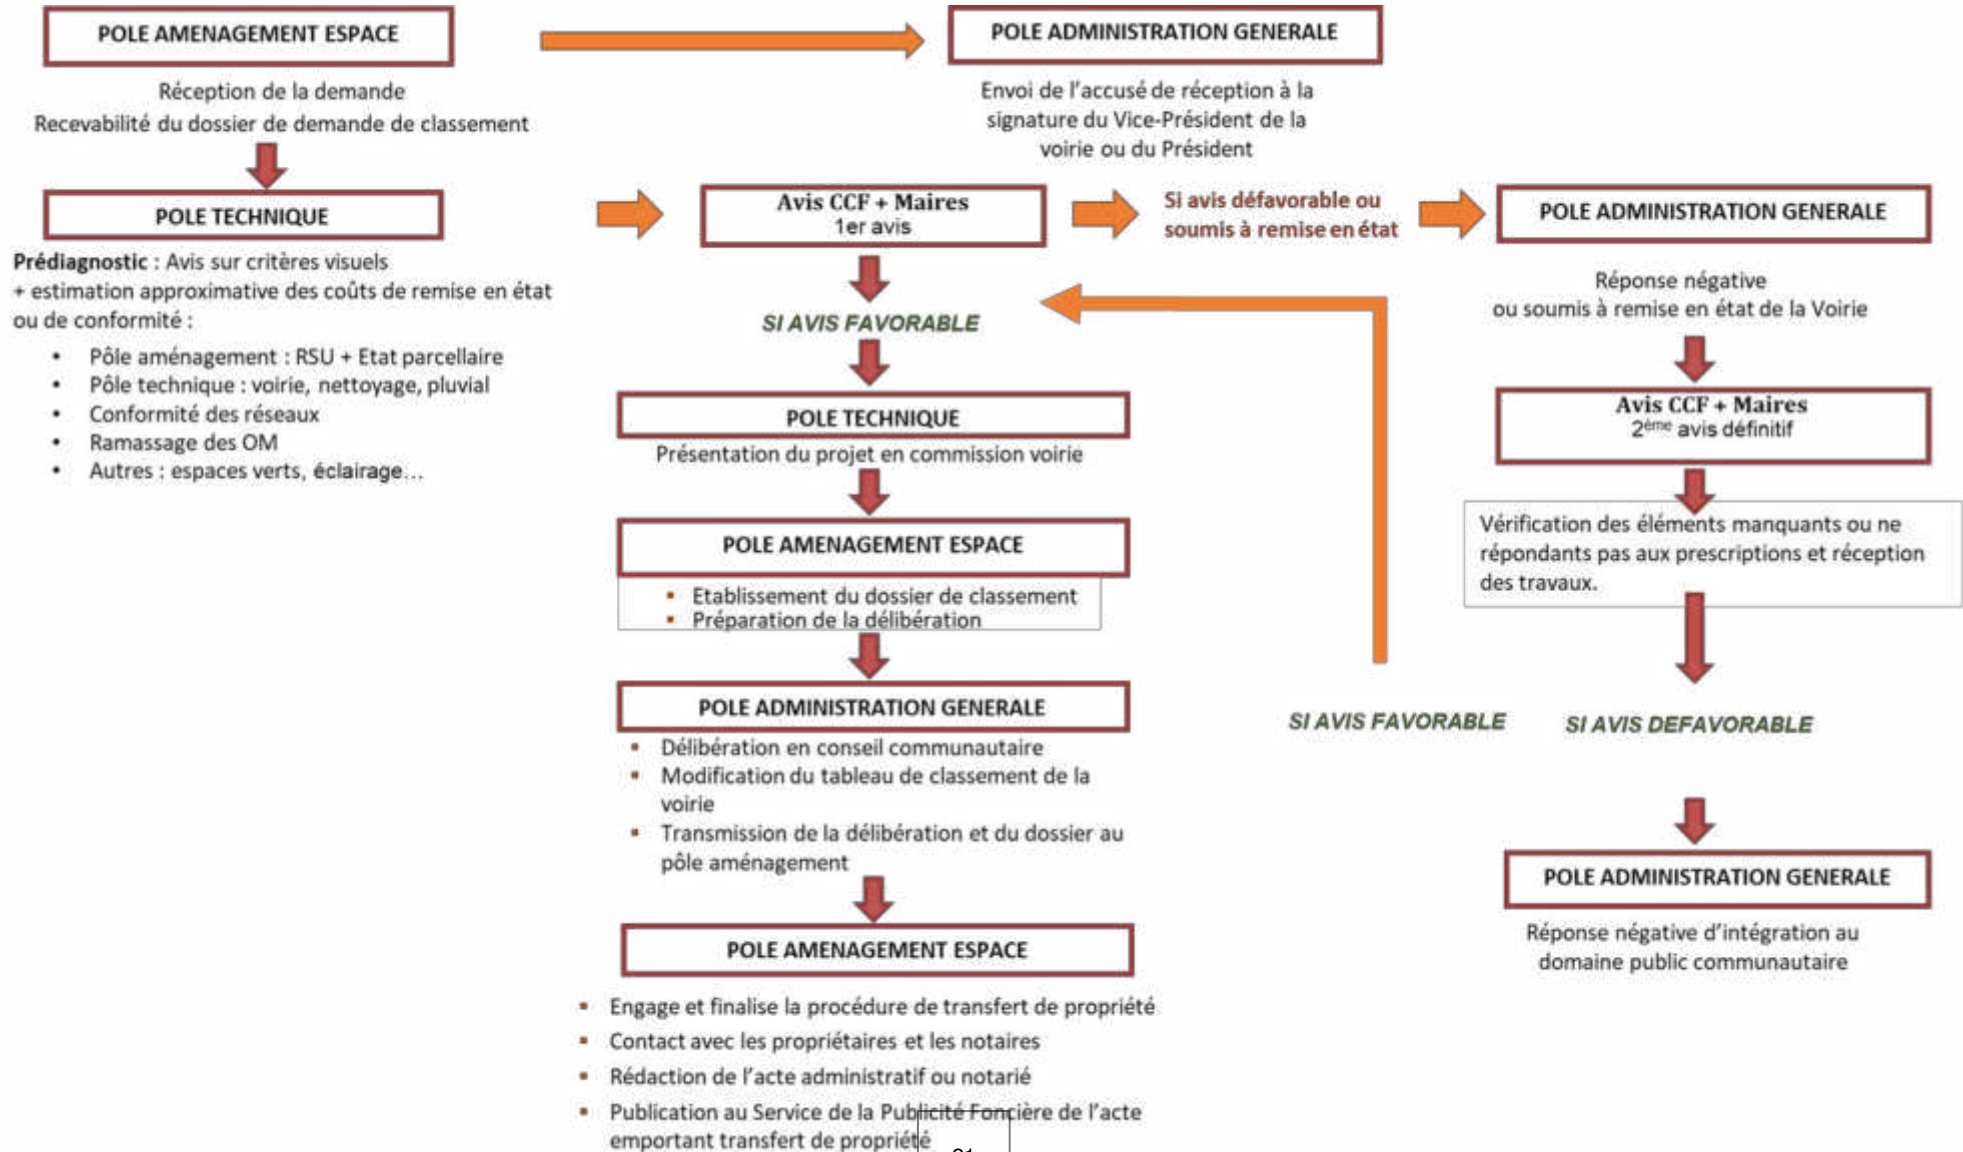 POLE AMENAGEMENT ESPACE
Réception de la demande
Recevabilité du dossier de demande de classement
POLE ADMINISTRATION GENERALE
Envoi de l'accusé de réception à la
signature du Vice-Président de la
voirie ou du Président
POLE TECHNIQUE
Prédiagnostic : Avis sur critères visuels
+ estimation approximative des coûts de remise en état
ou de conformité :
• Pôle aménagement : RSU + Etat parcellaire
• Pôle technique : voirie, nettoyage, pluvial
• Conformité des réseaux
• Ramassage des OM
• Autres : espaces verts, éclairage...
Avis CCF + Maires
1er avis
SI AVIS FAVORABLE
POLE TECHNIQUE
Présentation du projet en commission voirie
POLE AMENAGEMENT ESPACE
▪ Etablissement du dossier de classement
▪ Préparation de la délibération
POLE ADMINISTRATION GENERALE
▪ Délibération en conseil communautaire
▪ Modification du tableau de classement de la
voirie
▪ Transmission de la délibération et du dossier au
pôle aménagement
POLE AMENAGEMENT ESPACE
▪ Engage et finalise la procédure de transfert de propriété
▪ Contact avec les propriétaires et les notaires
▪ Rédaction de l'acte administratif ou notarié
▪ Publication au Service de la Publicité Foncière de l'acte
emportant transfert de propriété
Si avis défavorable ou
soumis à remise en état
POLE ADMINISTRATION GENERALE
Réponse négative
ou soumis à remise en état de la Voirie
Avis CCF + Maires
2ème avis définitif
Vérification des éléments manquants ou ne
répondants pas aux prescriptions et réception
des travaux.
SI AVIS FAVORABLE
SI AVIS DEFAVORABLE
POLE ADMINISTRATION GENERALE
Réponse négative d'intégration au
domaine public communautaire